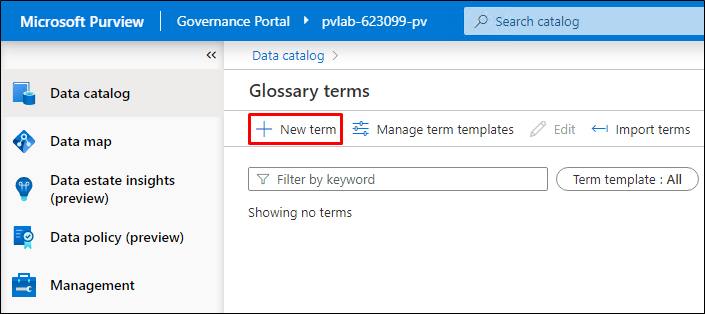 Microsoft Purview Governance Portal pvlab-623099-pv Search catalog
Data catalog
Glossary terms
New term Manage term templates Edit Import terms
Filter by keyword Term template : All
Showing no terms
Data catalog
Data map
Data estate insights
(preview)
Data policy (preview)
Management